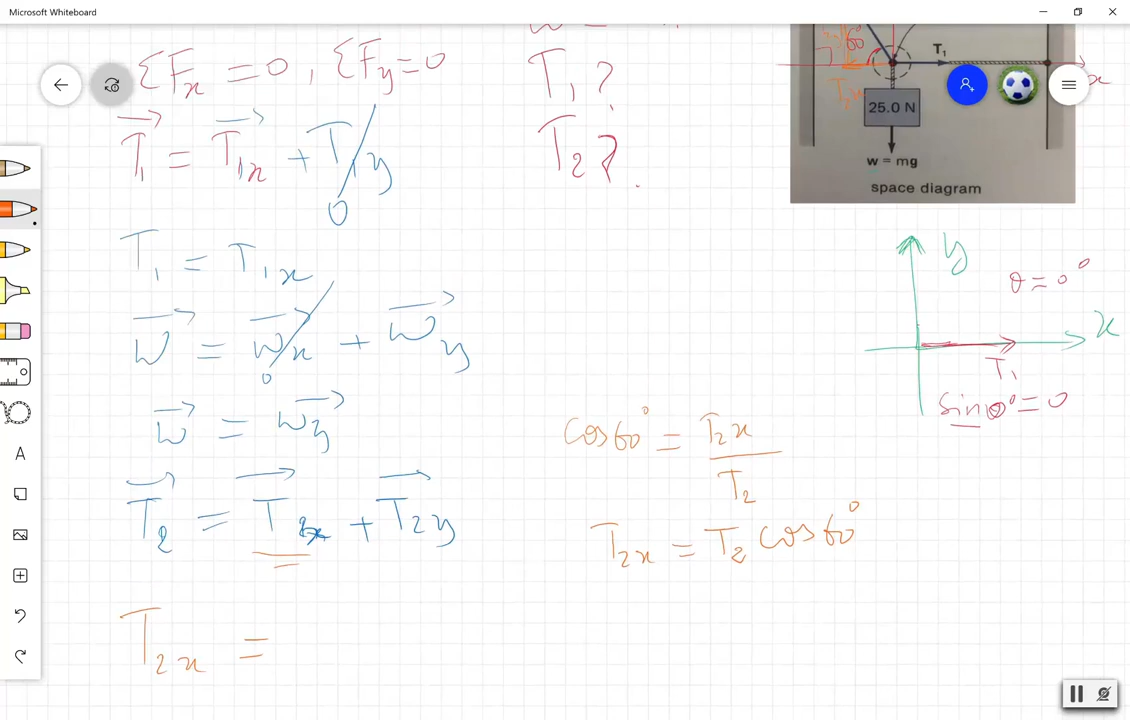 Microsoft Whiteboard
ΣFx = 0 , ΣFy = 0
T1 ?
T1 = T1x + T1y
0
T2 ?
T1 = T1x
w = wx + wy
0
w = wy
T2 = T2x + T2y
T2x =
60°
T1
x
T2x
25.0 N
w = mg
space diagram
y
θ = 0°
x
T1
sin 0° = 0
cos 60° = T2x
T2
T2x = T2 cos 60°
A